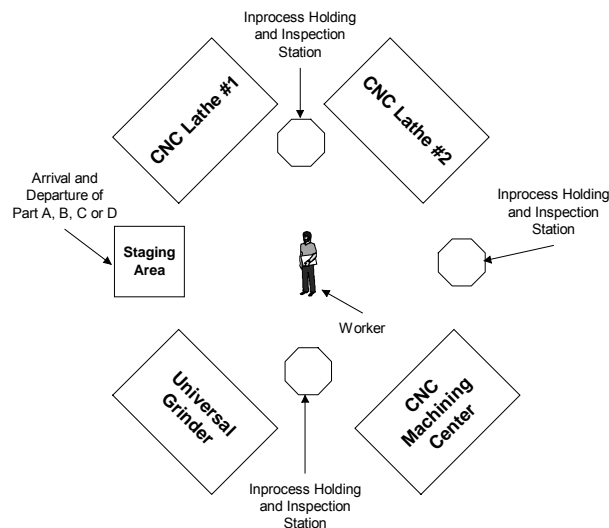 Inprocess Holding
and Inspection
Station
CNC Lathe #1
CNC Lathe #2
Arrival and
Departure of
Part A, B, C or D
Inprocess Holding
and Inspection
Station
Staging
Area
Worker
Universal
Grinder
CNC
Machining
Center
Inprocess Holding
and Inspection
Station